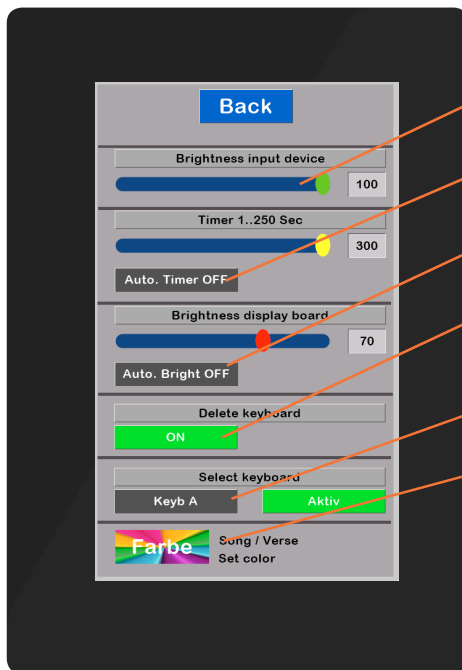 Back
Brightness input device
100
Timer 1..250 Sec
300
Auto. Timer OFF
Brightness display board
70
Auto. Bright OFF
Delete keyboard
ON
Select keyboard
Keyb A
Aktiv
Farbe
Song / Verse
Set color